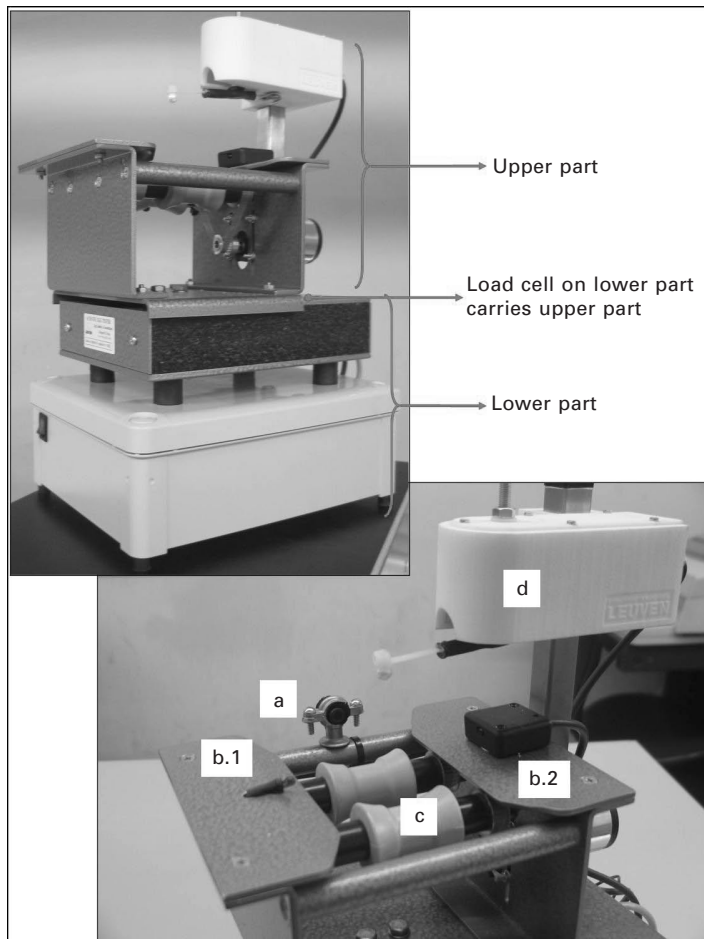 Upper part
Load cell on lower part
carries upper part
Lower part
d
LEUVEN
a
b.1
b.2
c